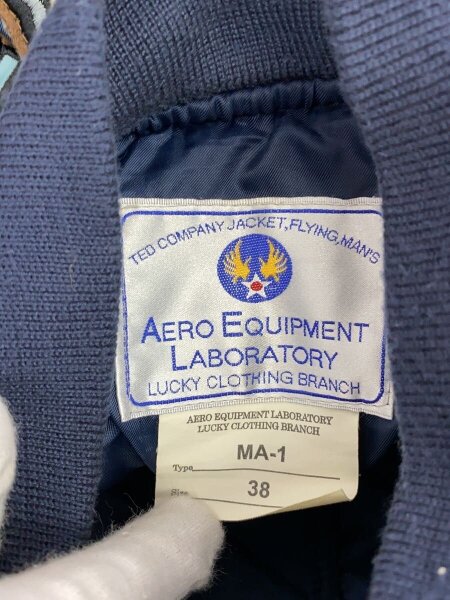 TED COMPANY JACKET,FLYING,MAN'S
AERO EQUIPMENT
LABORATORY
LUCKY CLOTHING BRANCH
AERO EQUIPMENT LABORATORY
LUCKY CLOTHING BRANCH
MA-1
Type
38
Size